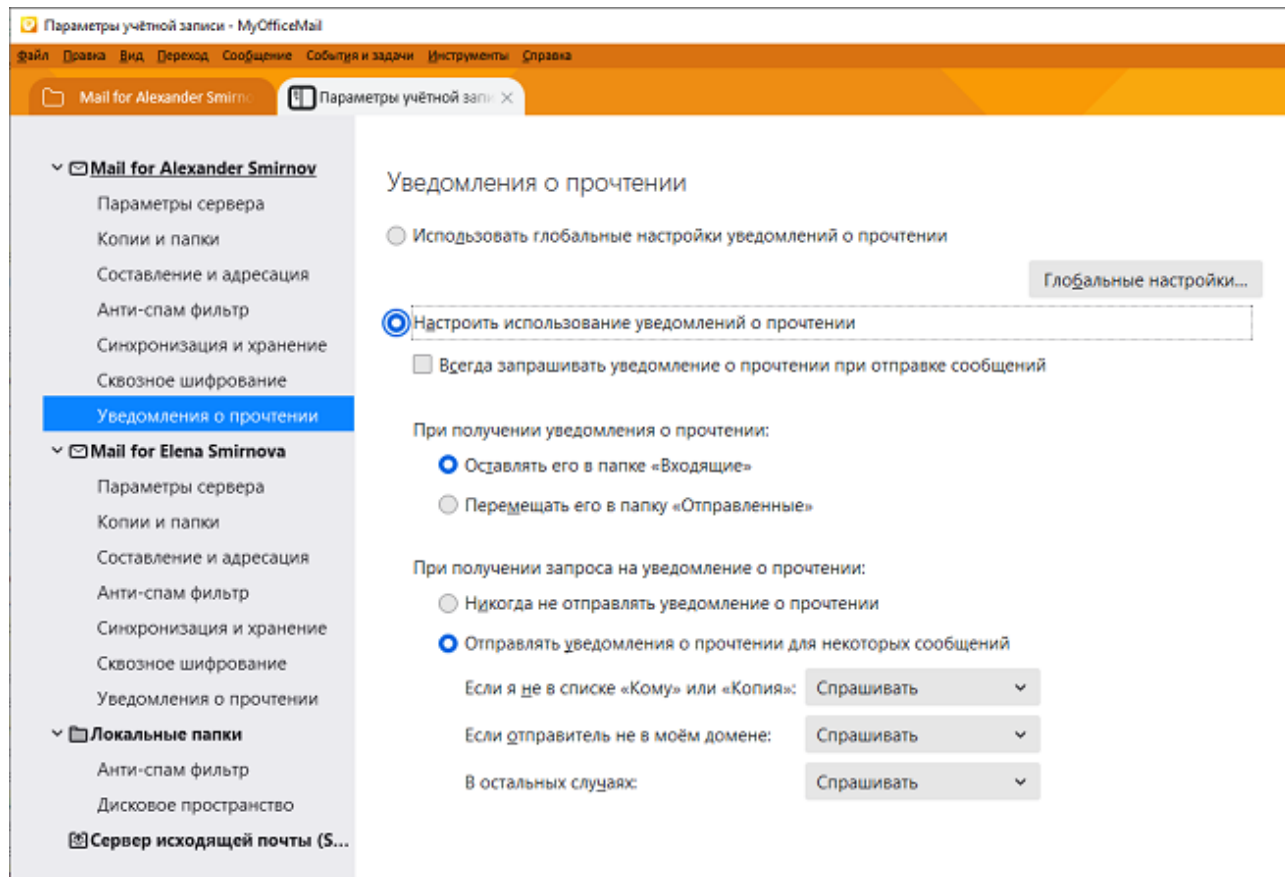 Параметры учётной записи - MyOfficeMail
Файл Правка Вид Переход Сообщение События и задачи Инструменты Справка
Mail for Alexander Smirno
Параметры учётной запи
Mail for Alexander Smirnov
Параметры сервера
Копии и папки
Составление и адресация
Анти-спам фильтр
Синхронизация и хранение
Сквозное шифрование
Уведомления о прочтении
Mail for Elena Smirnova
Параметры сервера
Копии и папки
Составление и адресация
Анти-спам фильтр
Синхронизация и хранение
Сквозное шифрование
Уведомления о прочтении
Локальные папки
Анти-спам фильтр
Дисковое пространство
Сервер исходящей почты (S...
Уведомления о прочтении
Использовать глобальные настройки уведомлений о прочтении
Глобальные настройки...
Настроить использование уведомлений о прочтении
Всегда запрашивать уведомление о прочтении при отправке сообщений
При получении уведомления о прочтении:
Оставлять его в папке «Входящие»
Перемещать его в папку «Отправленные»
При получении запроса на уведомление о прочтении:
Никогда не отправлять уведомление о прочтении
Отправлять уведомления о прочтении для некоторых сообщений
Если я не в списке «Кому» или «Копия»: Спрашивать
Если отправитель не в моём домене: Спрашивать
В остальных случаях: Спрашивать